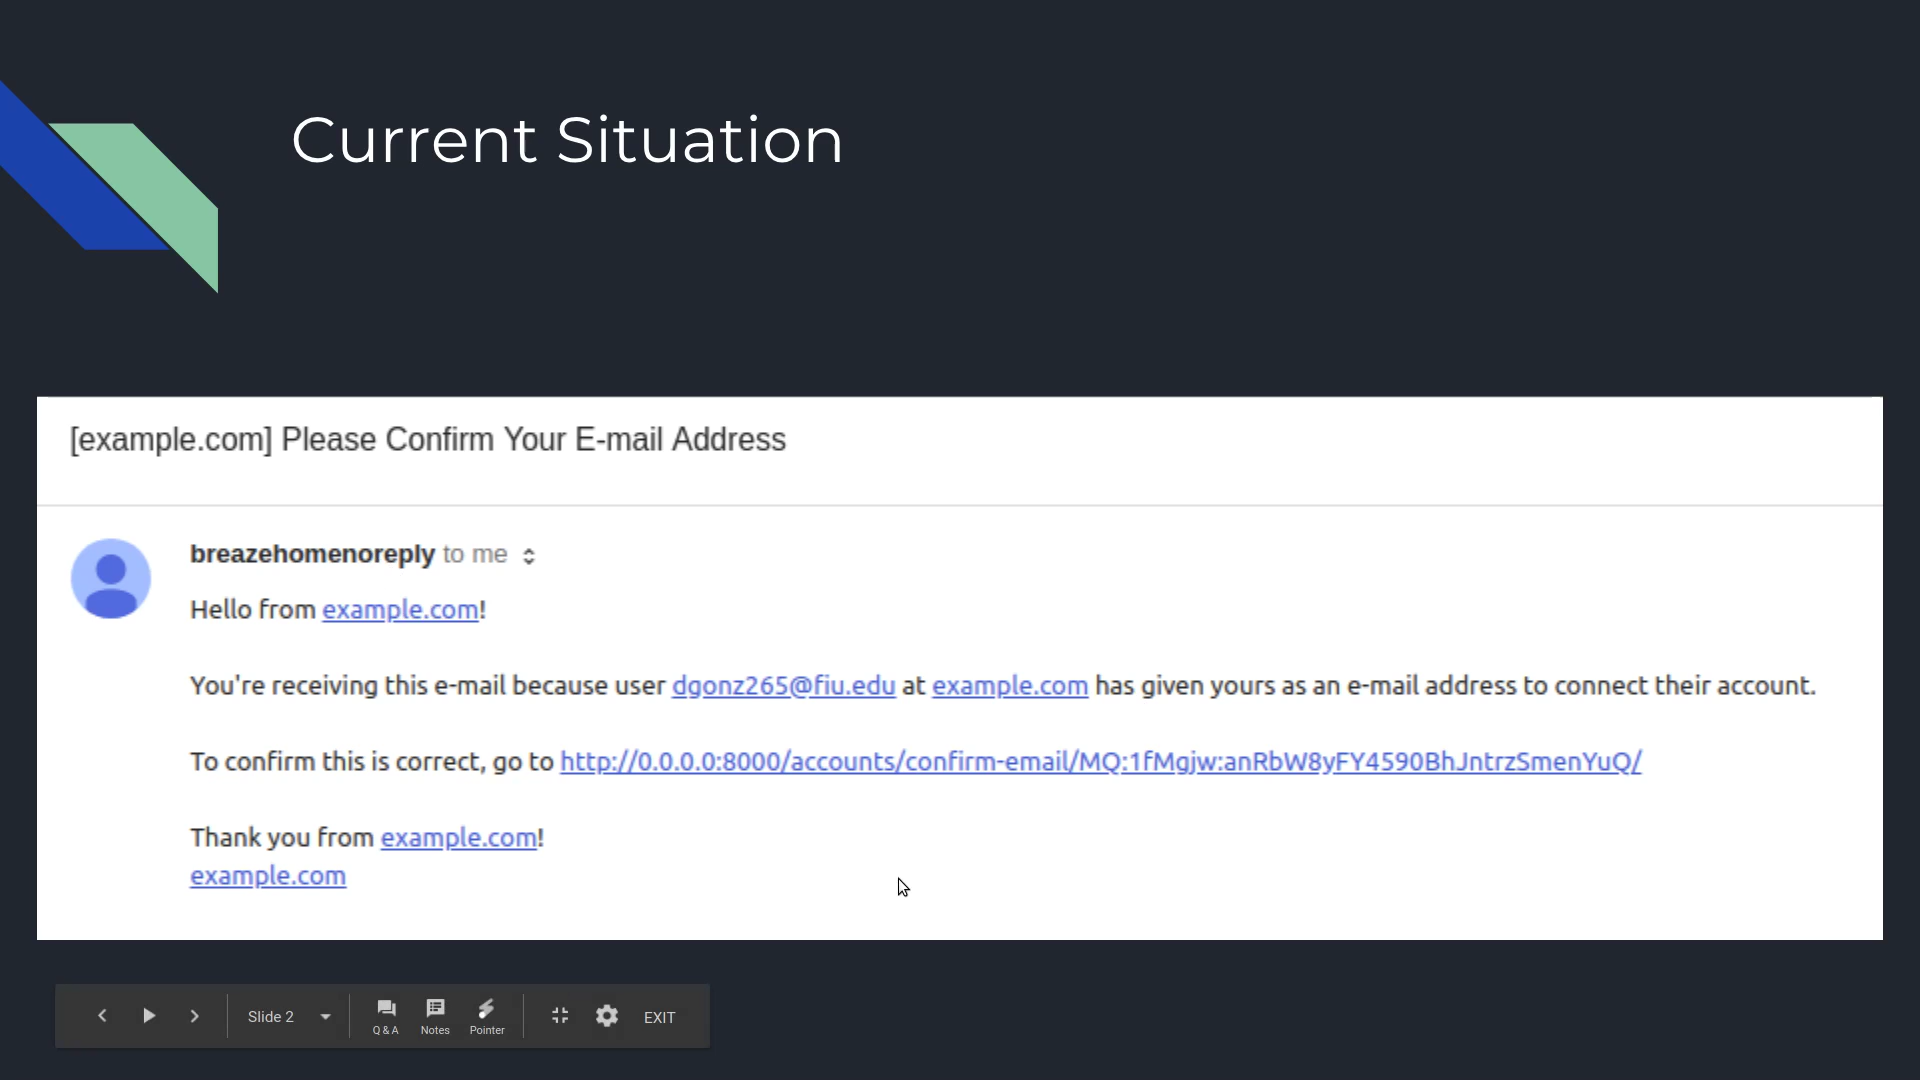 Current Situation
[example.com] Please Confirm Your E-mail Address
breazehomenoreply to me
Hello from example.com!
You're receiving this e-mail because user dgonz265@fiu.edu at example.com has given yours as an e-mail address to connect their account.
To confirm this is correct, go to http://0.0.0.0:8000/accounts/confirm-email/MQ:1fMgjw:anRbW8yFY4590BhJntrzSmenYuQ/
Thank you from example.com!
example.com
Slide 2
Q & A
Notes
Pointer
EXIT